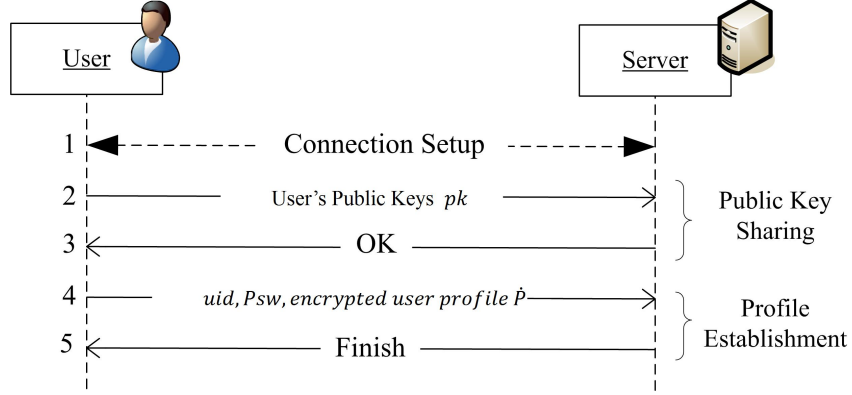 User
Server
1 Connection Setup
2 User's Public Keys pk
Public Key
Sharing
3 OK
4 uid, Psw, encrypted user profile Ṗ
Profile
Establishment
5 Finish